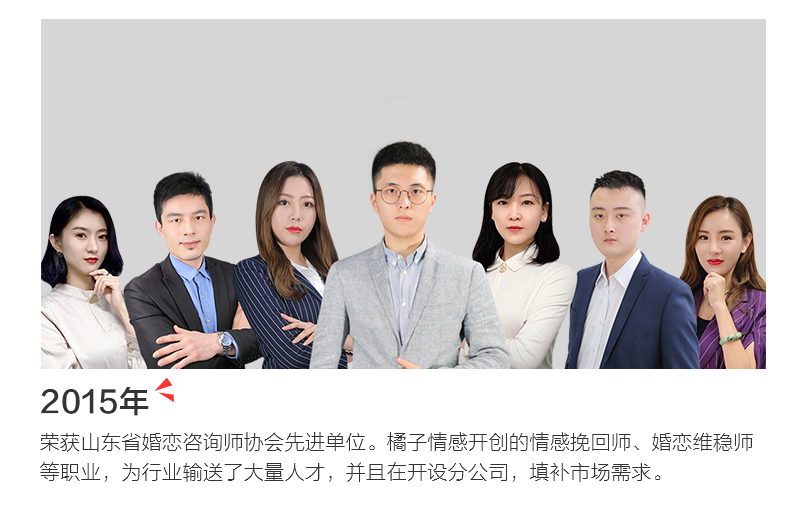 2015年
荣获山东省婚恋咨询师协会先进单位。橘子情感开创的情感挽回师、婚恋维稳师
等职业，为行业输送了大量人才，并且在开设分公司，填补市场需求。